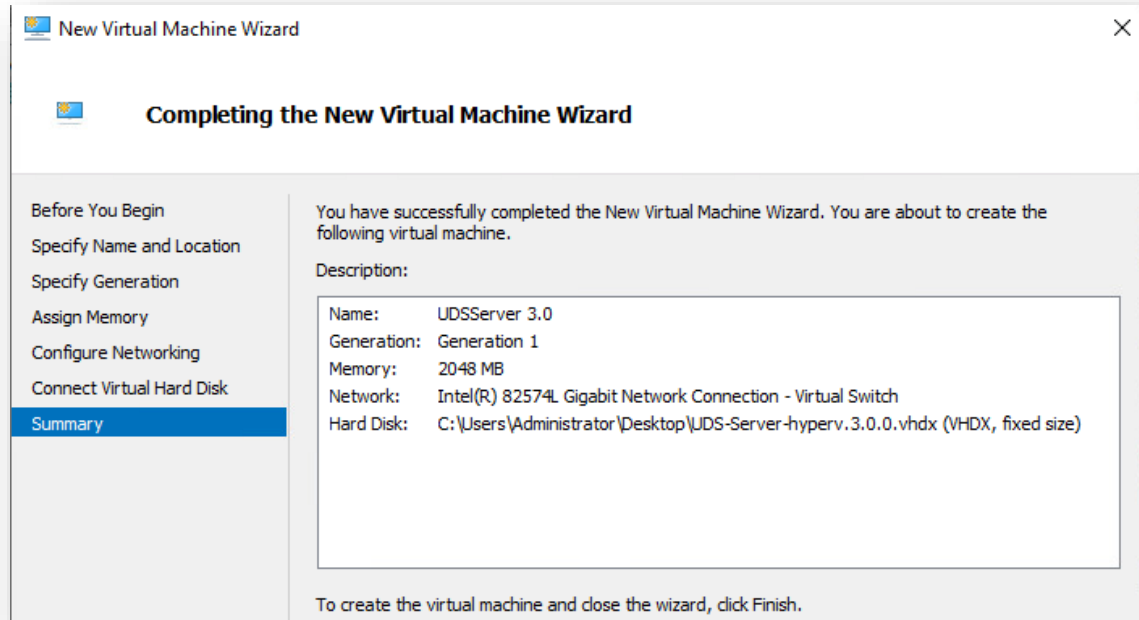 New Virtual Machine Wizard
Completing the New Virtual Machine Wizard
Before You Begin
Specify Name and Location
Specify Generation
Assign Memory
Configure Networking
Connect Virtual Hard Disk
Summary
You have successfully completed the New Virtual Machine Wizard. You are about to create the
following virtual machine.
Description:
Name: UDSServer 3.0
Generation: Generation 1
Memory: 2048 MB
Network: Intel(R) 82574L Gigabit Network Connection - Virtual Switch
Hard Disk: C:\Users\Administrator\Desktop\UDS-Server-hyperv.3.0.0.vhdx (VHDX, fixed size)
To create the virtual machine and close the wizard, click Finish.